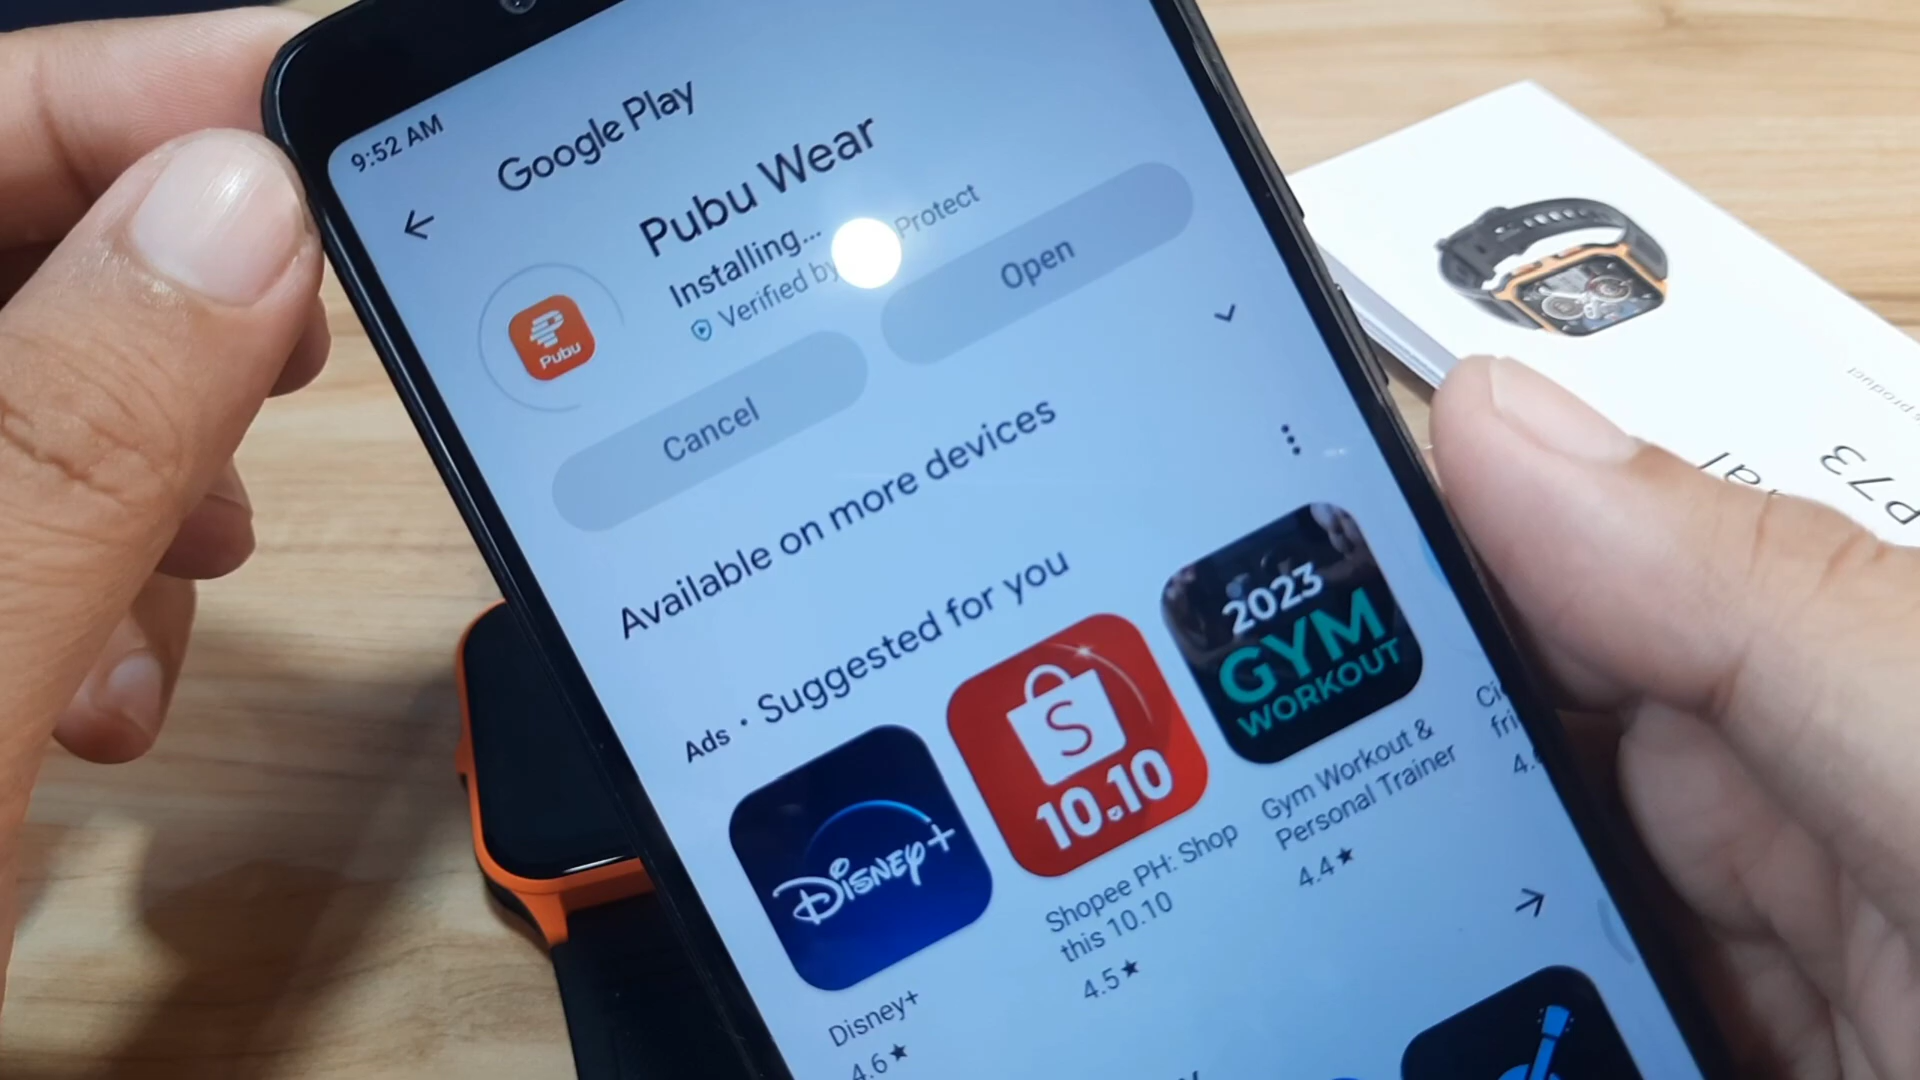 9:52 AM
Google Play
Pubu Wear
Installing...
Verified by Protect
Pubu
Cancel
Open
Available on more devices
Ads • Suggested for you
Disney+
S
10.10
2023
GYM
WORKOUT
Disney+
4.6★
Shopee PH: Shop
this 10.10
4.5★
Gym Workout &
Personal Trainer
4.4★
product
P73